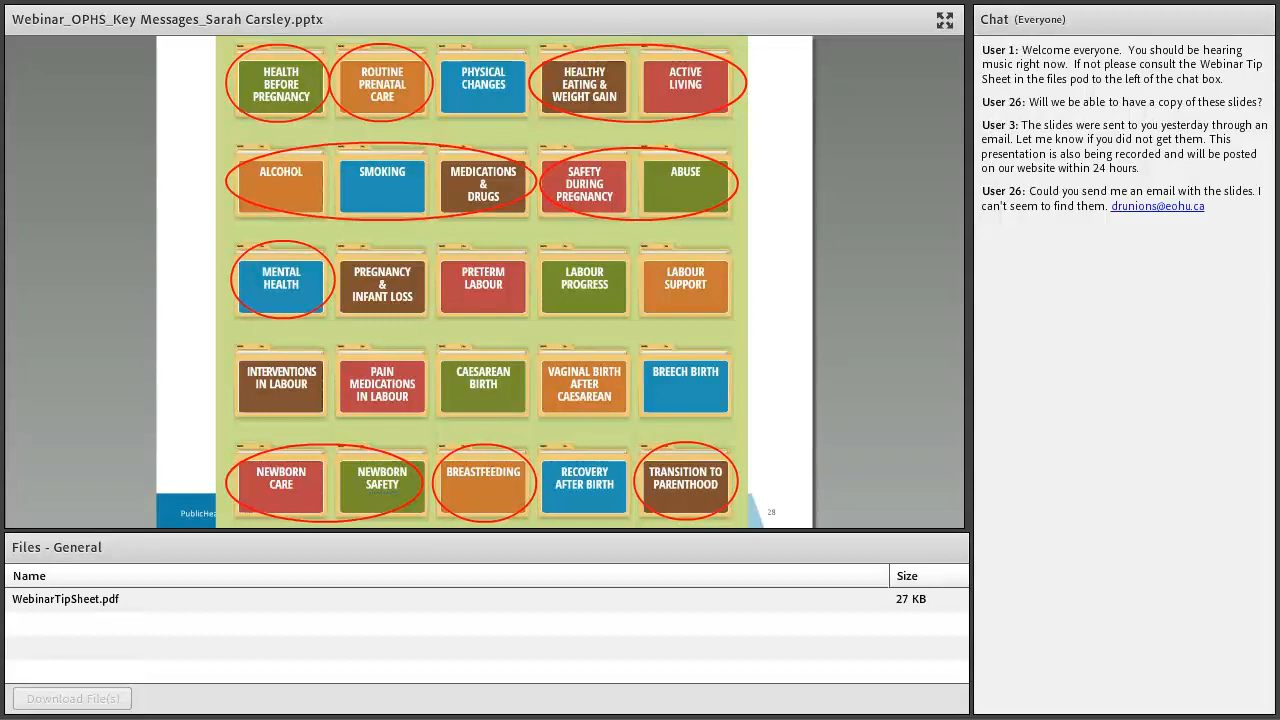 Webinar_OPHS_Key Messages_Sarah Carsley.pptx
HEALTH
BEFORE
PREGNANCY
ROUTINE
PRENATAL
CARE
PHYSICAL
CHANGES
HEALTHY
EATING &
WEIGHT GAIN
ACTIVE
LIVING
ALCOHOL
SMOKING
MEDICATIONS
&
DRUGS
SAFETY
DURING
PREGNANCY
ABUSE
MENTAL
HEALTH
PREGNANCY
&
INFANT LOSS
PRETERM
LABOUR
LABOUR
PROGRESS
LABOUR
SUPPORT
INTERVENTIONS
IN LABOUR
PAIN
MEDICATIONS
IN LABOUR
CAESAREAN
BIRTH
VAGINAL BIRTH
AFTER
CAESAREAN
BREECH BIRTH
NEWBORN
CARE
NEWBORN
SAFETY
BREASTFEEDING
RECOVERY
AFTER BIRTH
TRANSITION TO
PARENTHOOD
PublicHea
28
Files - General
Name Size
WebinarTipSheet.pdf 27 KB
Download File(s)
Chat (Everyone)
User 1: Welcome everyone. You should be hearing
music right now. If not please consult the Webinar Tip
Sheet in the files pod to the left of the chat box.
User 26: Will we be able to have a copy of these slides?
User 3: The slides were sent to you yesterday through an
email. Let me know if you did not get them. This
presentation is also being recorded and will be posted
on our website within 24 hours.
User 26: Could you send me an email with the slides. I
can't seem to find them. drunions@eohu.ca